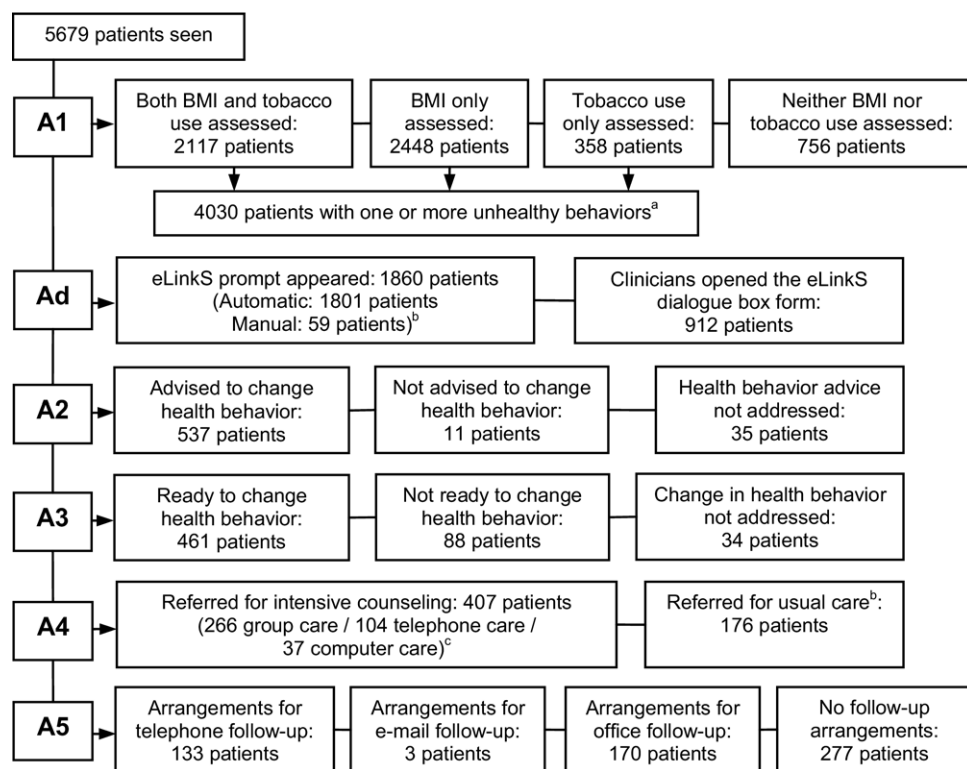 5679 patients seen
A1
Both BMI and tobacco
use assessed:
2117 patients
BMI only
assessed:
2448 patients
Tobacco use
only assessed:
358 patients
Neither BMI nor
tobacco use assessed:
756 patients
4030 patients with one or more unhealthy behaviorsᵃ
Ad
eLinkS prompt appeared: 1860 patients
(Automatic: 1801 patients
Manual: 59 patients)ᵇ
Clinicians opened the eLinkS
dialogue box form:
912 patients
A2
Advised to change
health behavior:
537 patients
Not advised to change
health behavior:
11 patients
Health behavior advice
not addressed:
35 patients
A3
Ready to change
health behavior:
461 patients
Not ready to change
health behavior:
88 patients
Change in health behavior
not addressed:
34 patients
A4
Referred for intensive counseling: 407 patients
(266 group care / 104 telephone care /
37 computer care)ᶜ
Referred for usual careᵇ:
176 patients
A5
Arrangements for
telephone follow-up:
133 patients
Arrangements for
e-mail follow-up:
3 patients
Arrangements for
office follow-up:
170 patients
No follow-up
arrangements:
277 patients